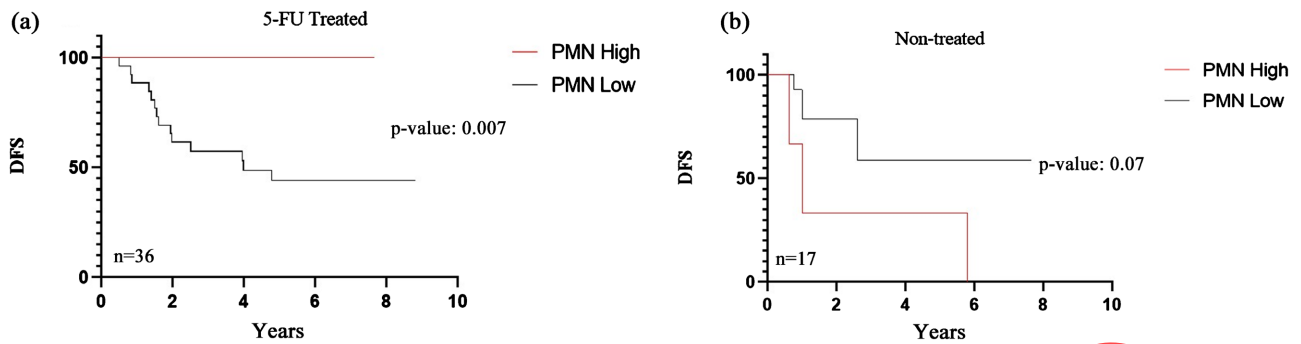 (a)
5-FU Treated
100
50
0
DFS
PMN High
PMN Low
p-value: 0.007
n=36
0 2 4 6 8 10
Years
(b)
Non-treated
100
50
0
DFS
PMN High
PMN Low
p-value: 0.07
n=17
0 2 4 6 8 10
Years